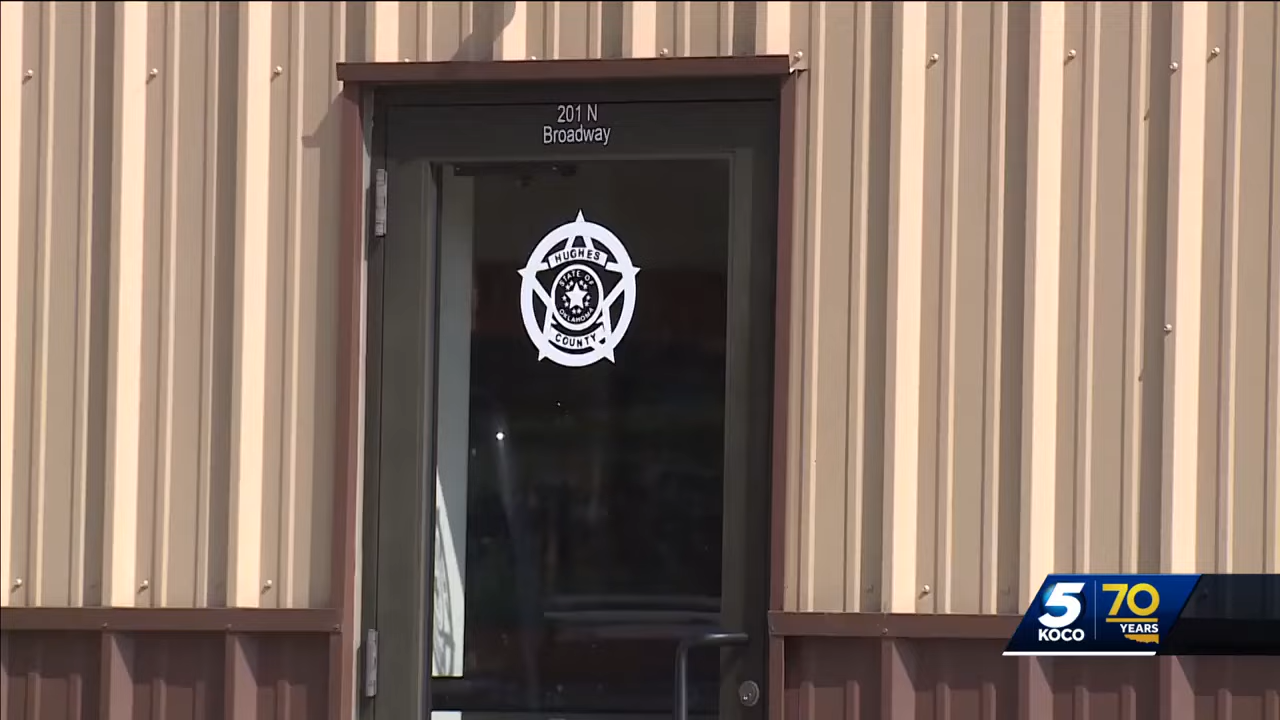 201 N
Broadway
HUGHES
STATE OF
OKLAHOMA
COUNTY
5
KOCO
70
YEARS